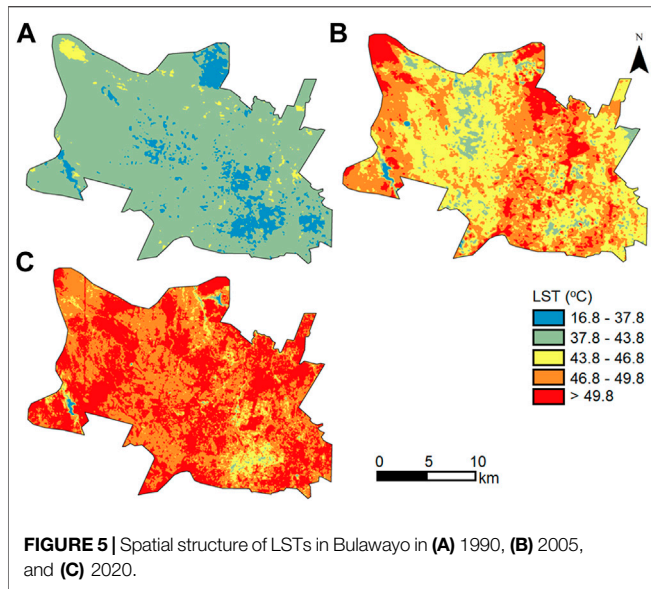 A
B
N
C
LST (ºC)
16.8 - 37.8
37.8 - 43.8
43.8 - 46.8
46.8 - 49.8
> 49.8
0 5 10
km
FIGURE 5 | Spatial structure of LSTs in Bulawayo in (A) 1990, (B) 2005,
and (C) 2020.